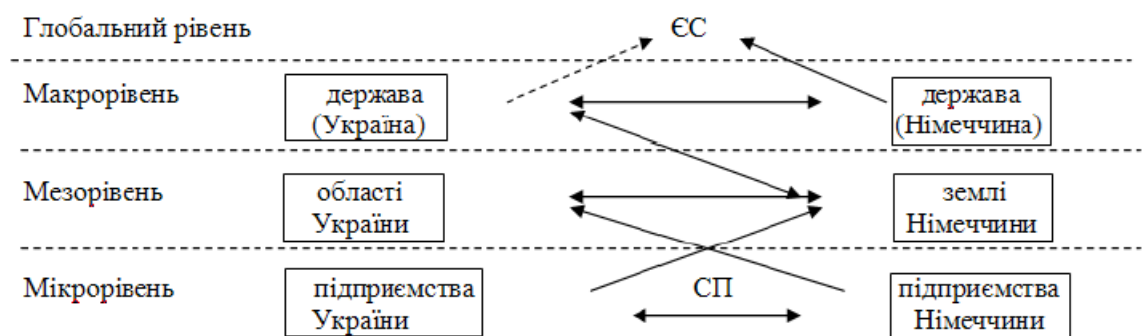 Глобальний рівень ЄС
Макрорівень держава держава
(Україна) (Німеччина)
Мезорівень області землі
України Німеччини
Мікрорівень підприємства СП підприємства
України Німеччини